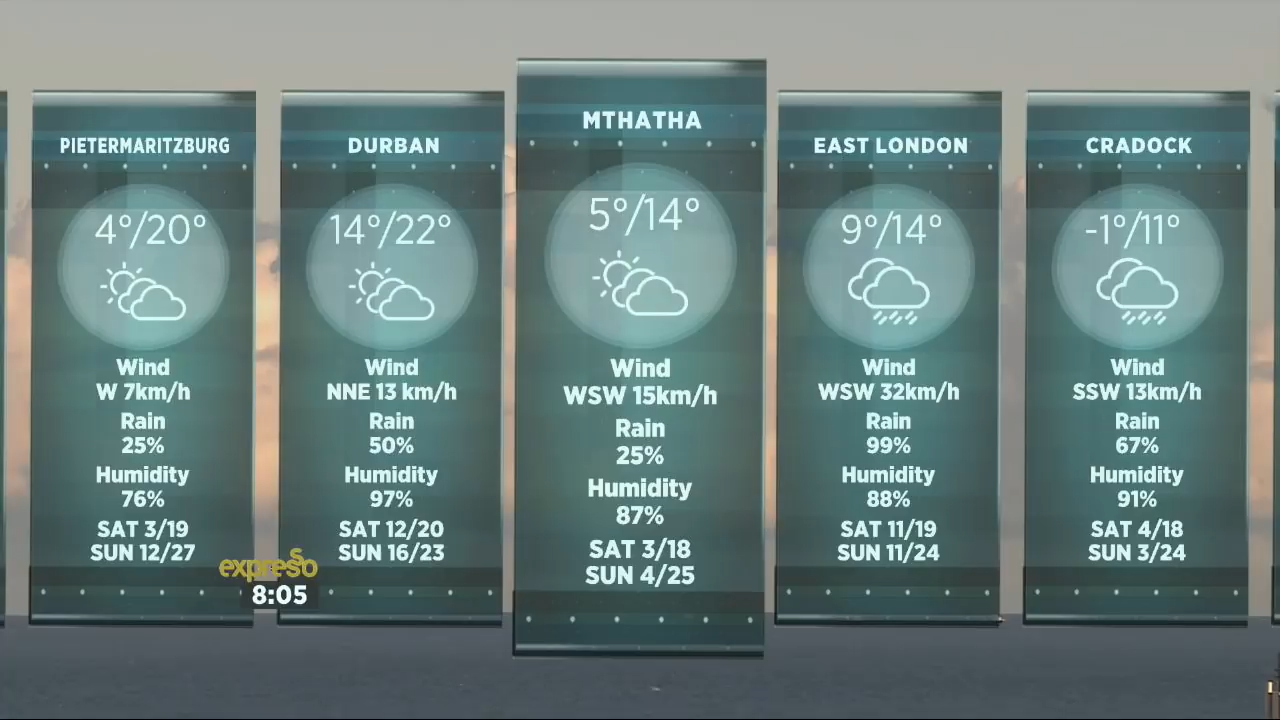 PIETERMARITZBURG
4°/20°
Wind
W 7km/h
Rain
25%
Humidity
76%
SAT 3/19
SUN 12/27
DURBAN
14°/22°
Wind
NNE 13 km/h
Rain
50%
Humidity
97%
SAT 12/20
SUN 16/23
MTHATHA
5°/14°
Wind
WSW 15km/h
Rain
25%
Humidity
87%
SAT 3/18
SUN 4/25
EAST LONDON
9°/14°
Wind
WSW 32km/h
Rain
99%
Humidity
88%
SAT 11/19
SUN 11/24
CRADOCK
-1°/11°
Wind
SSW 13km/h
Rain
67%
Humidity
91%
SAT 4/18
SUN 3/24
expresso
8:05